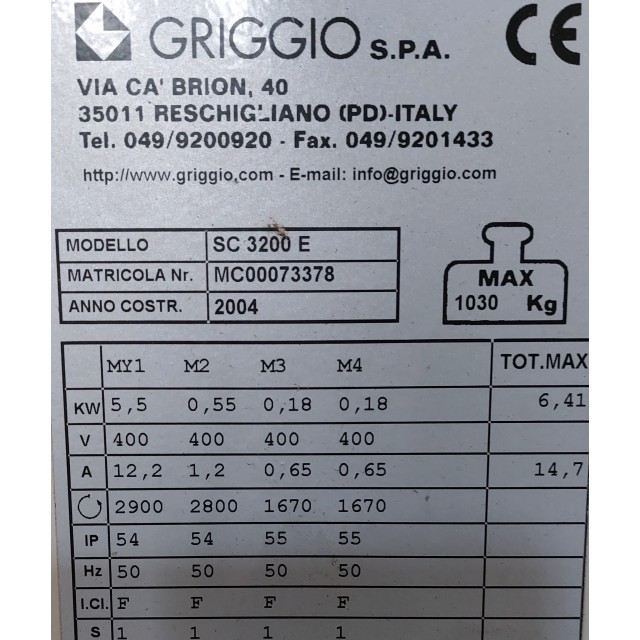 GRIGGIO S.P.A. CE
VIA CA' BRION, 40
35011 RESCHIGLIANO (PD)-ITALY
Tel. 049/9200920 - Fax. 049/9201433
http://www.griggio.com - E-mail: info@griggio.com
MODELLO SC 3200 E
MATRICOLA Nr. MC00073378
ANNO COSTR. 2004
MAX
1030 Kg
MY1 M2 M3 M4 TOT.MAX
KW 5,5 0,55 0,18 0,18 6,41
V 400 400 400 400
A 12,2 1,2 0,65 0,65 14,7
2900 2800 1670 1670
IP 54 54 55 55
Hz 50 50 50 50
I.Cl. F F F F
S 1 1 1 1